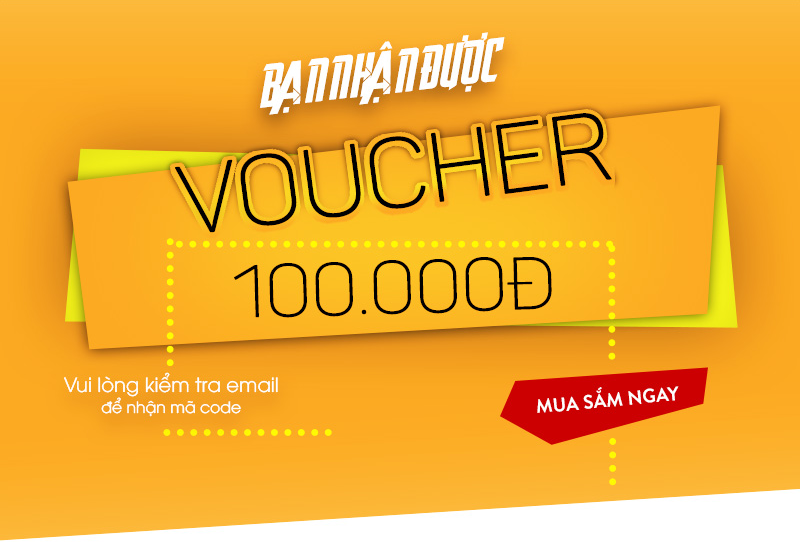 BẠN NHẬN ĐƯỢC
VOUCHER
100.000Đ
Vui lòng kiểm tra email
để nhận mã code
MUA SẮM NGAY